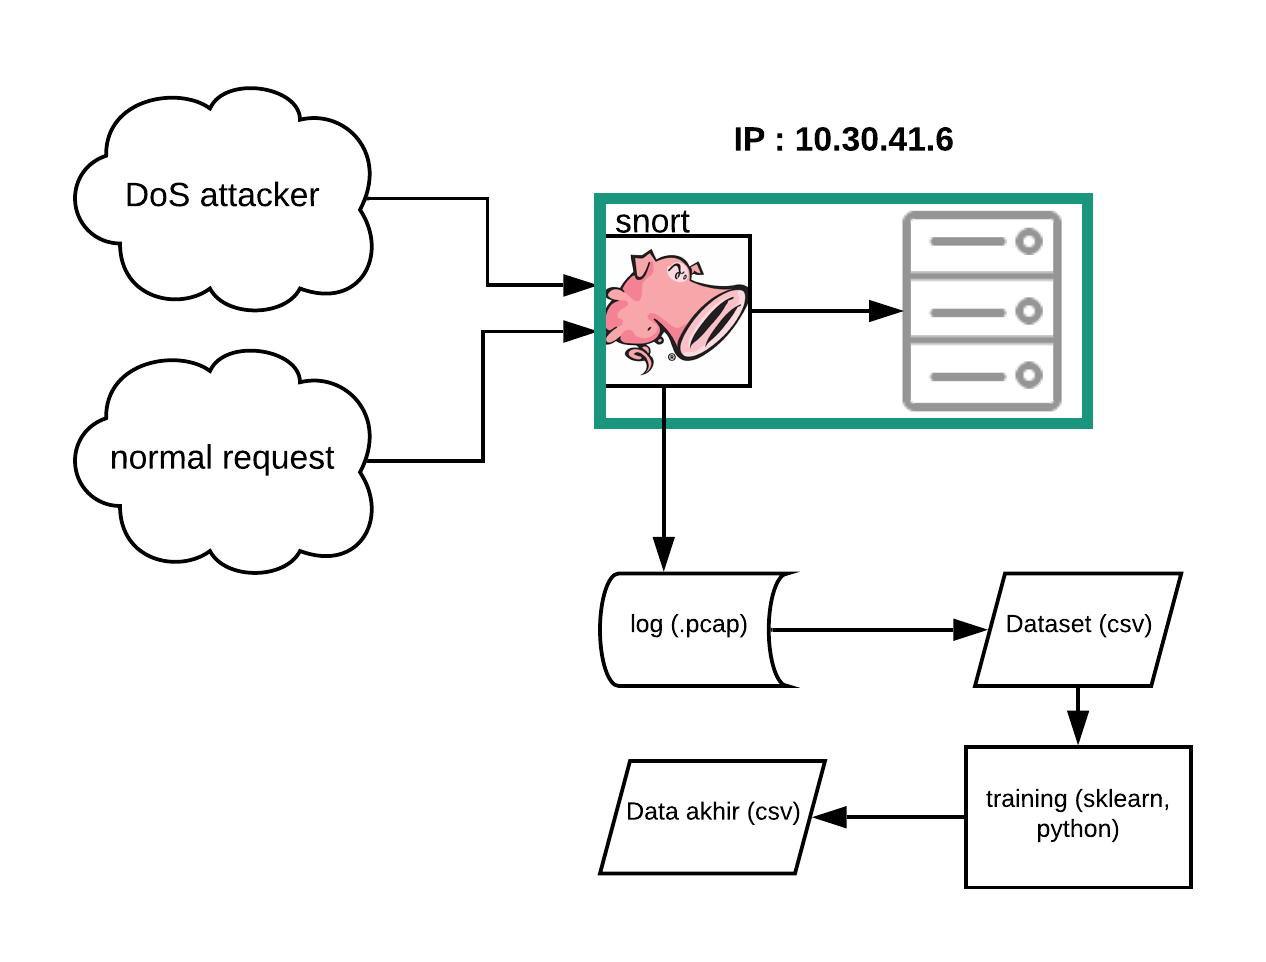 IP : 10.30.41.6
DoS attacker
snort
®
normal request
log (.pcap)
Dataset (csv)
training (sklearn,
python)
Data akhir (csv)